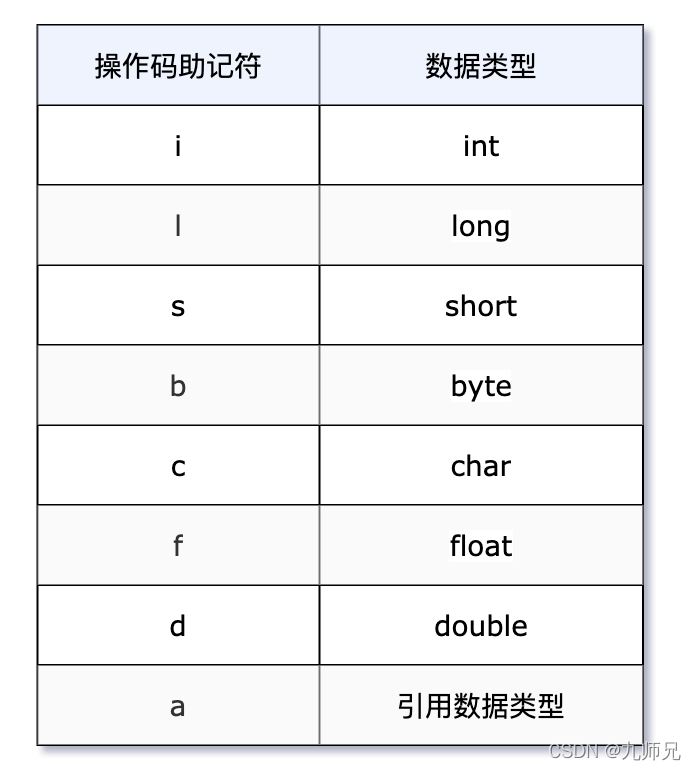 操作码助记符 数据类型
i int
l long
s short
b byte
c char
f float
d double
a 引用数据类型
CSDN @九师兄